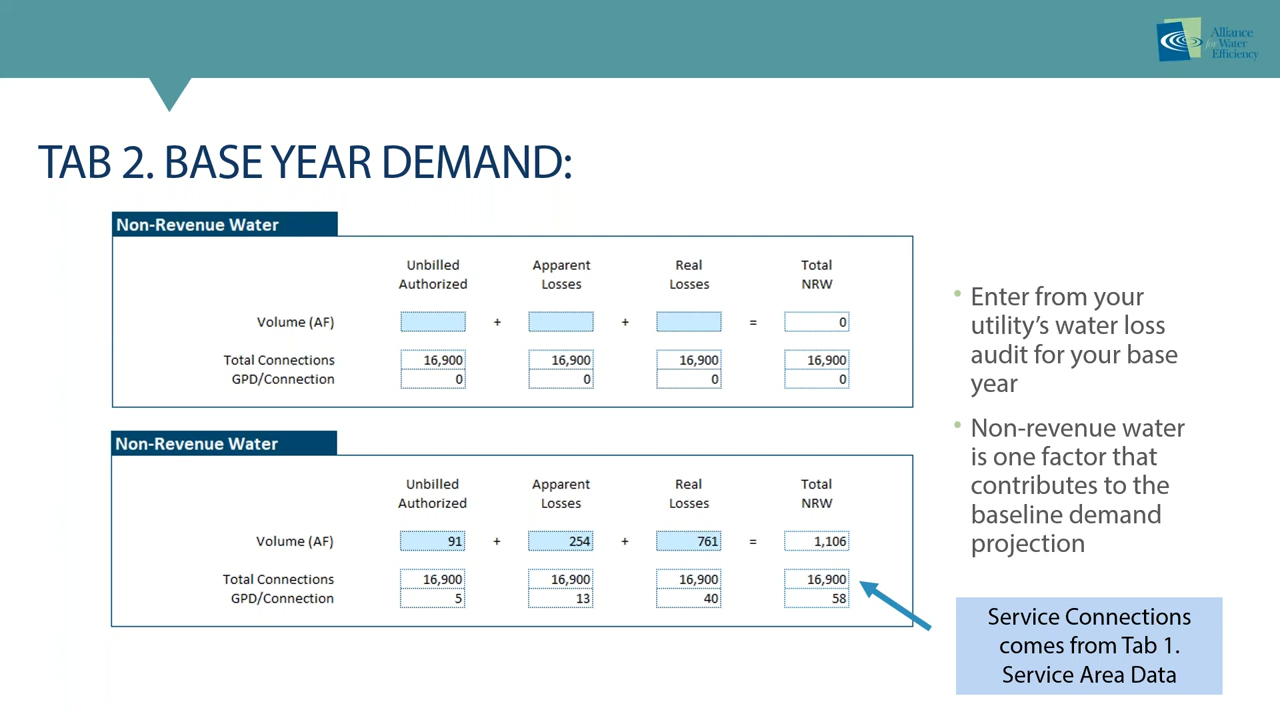 Alliance
for Water
Efficiency
TAB 2. BASE YEAR DEMAND:
Non-Revenue Water
Unbilled Apparent Real Total
Authorized Losses Losses NRW
Volume (AF) + + = 0
Total Connections 16,900 16,900 16,900 16,900
GPD/Connection 0 0 0 0
Non-Revenue Water
Unbilled Apparent Real Total
Authorized Losses Losses NRW
Volume (AF) 91 + 254 + 761 = 1,106
Total Connections 16,900 16,900 16,900 16,900
GPD/Connection 5 13 40 58
• Enter from your
utility’s water loss
audit for your base
year
• Non-revenue water
is one factor that
contributes to the
baseline demand
projection
Service Connections
comes from Tab 1.
Service Area Data